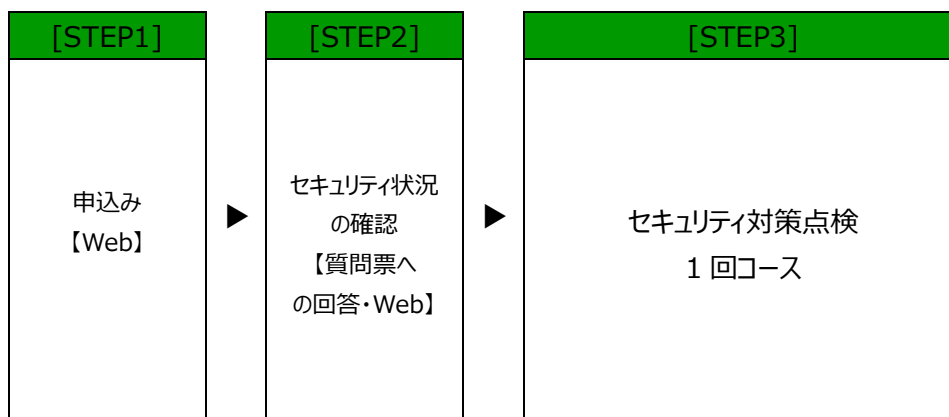 [STEP1]
申込み
【Web】
▶
[STEP2]
セキュリティ状況
の確認
【質問票へ
の回答・Web】
▶
[STEP3]
セキュリティ対策点検
1 回コース